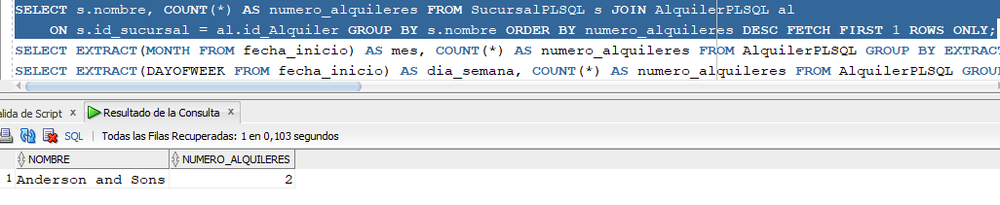 SELECT s.nombre, COUNT(*) AS numero_alquileres FROM SucursalPLSQL s JOIN AlquilerPLSQL al
ON s.id_sucursal = al.id_Alquiler GROUP BY s.nombre ORDER BY numero_alquileres DESC FETCH FIRST 1 ROWS ONLY;
SELECT EXTRACT(MONTH FROM fecha_inicio) AS mes, COUNT(*) AS numero_alquileres FROM AlquilerPLSQL GROUP BY EXTRACT
SELECT EXTRACT(DAYOFWEEK FROM fecha_inicio) AS dia_semana, COUNT(*) AS numero_alquileres FROM AlquilerPLSQL GROU
alida de Script x Resultado de la Consulta x
SQL | Todas las Filas Recuperadas: 1 en 0,103 segundos
NOMBRE NUMERO_ALQUILERES
1 Anderson and Sons 2